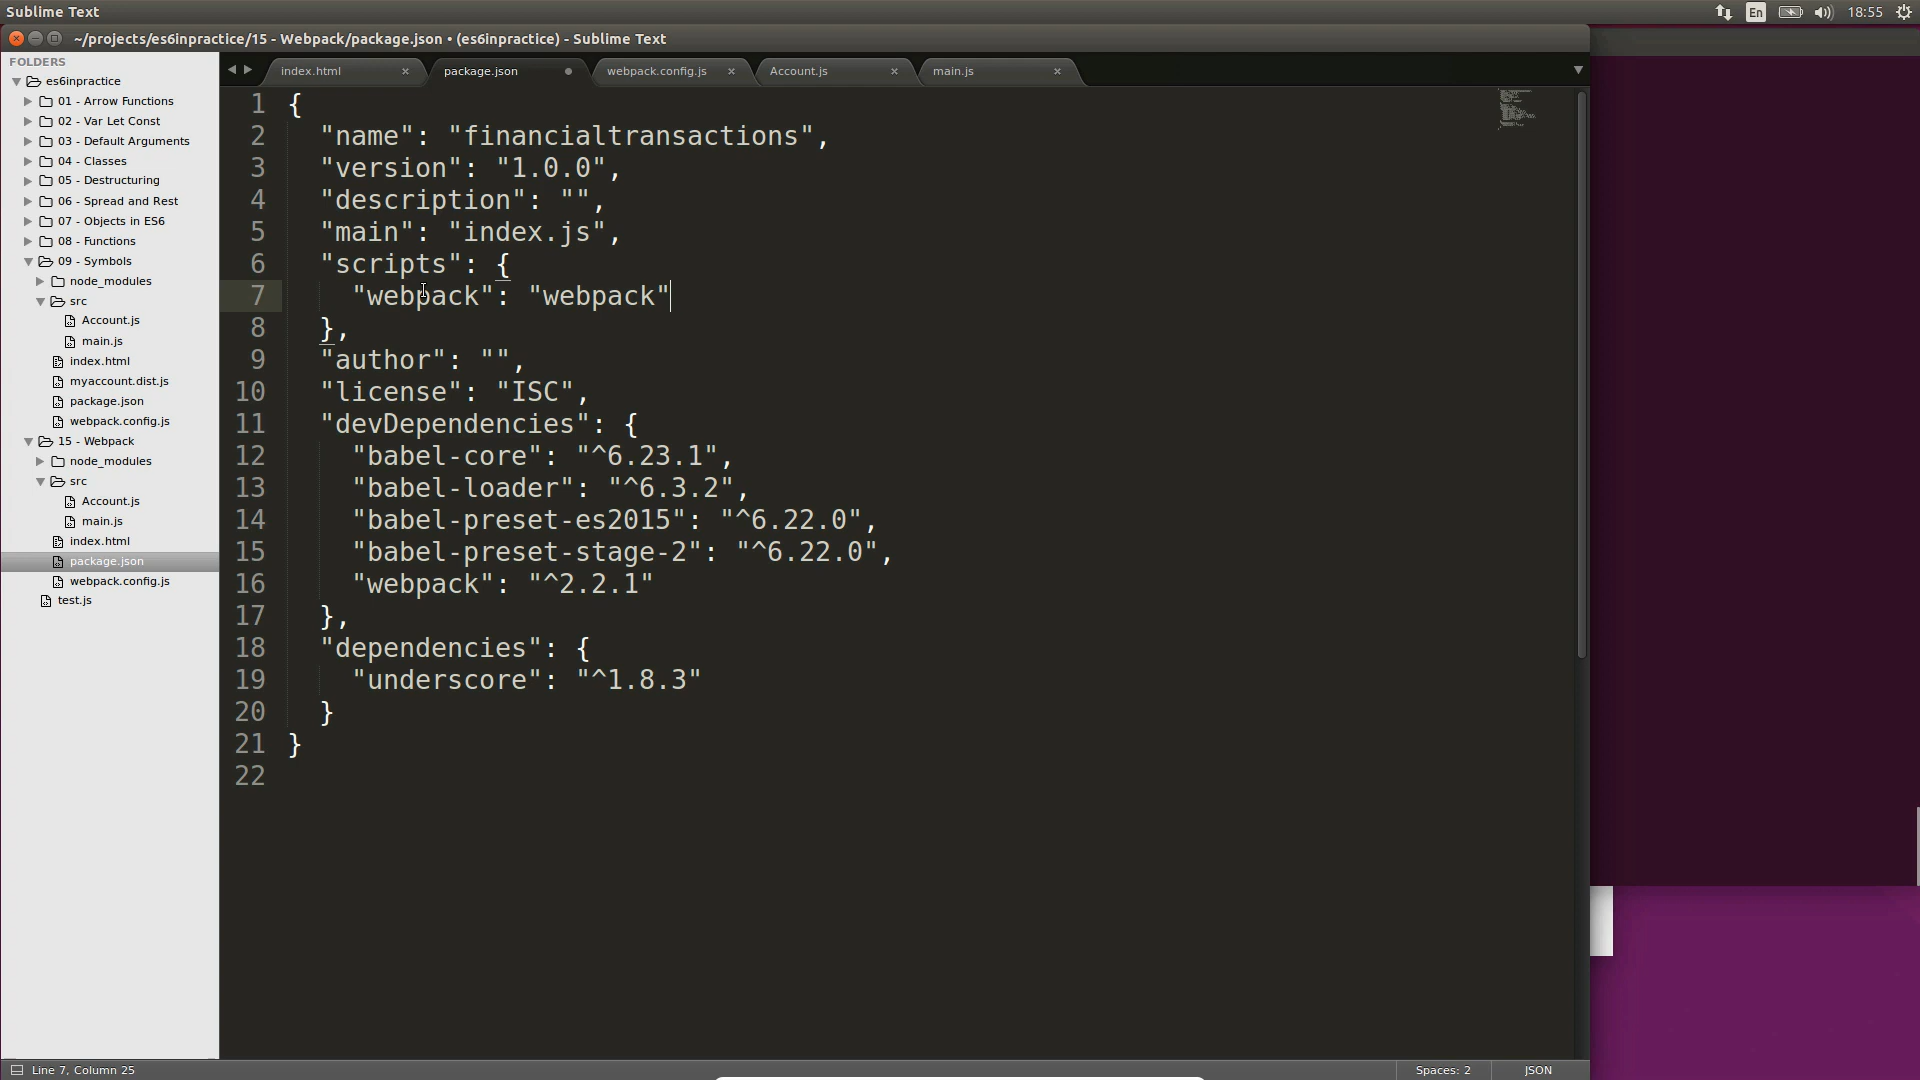 Sublime Text
En
18:55
~/projects/es6inpractice/15 - Webpack/package.json • (es6inpractice) - Sublime Text
FOLDERS
es6inpractice
01 - Arrow Functions
02 - Var Let Const
03 - Default Arguments
04 - Classes
05 - Destructuring
06 - Spread and Rest
07 - Objects in ES6
08 - Functions
09 - Symbols
node_modules
src
Account.js
main.js
index.html
myaccount.dist.js
package.json
webpack.config.js
15 - Webpack
node_modules
src
Account.js
main.js
index.html
package.json
webpack.config.js
test.js
index.html
package.json
webpack.config.js
Account.js
main.js
1 {
2 "name": "financialtransactions",
3 "version": "1.0.0",
4 "description": "",
5 "main": "index.js",
6 "scripts": {
7 "webpack": "webpack"
8 },
9 "author": "",
10 "license": "ISC",
11 "devDependencies": {
12 "babel-core": "^6.23.1",
13 "babel-loader": "^6.3.2",
14 "babel-preset-es2015": "^6.22.0",
15 "babel-preset-stage-2": "^6.22.0",
16 "webpack": "^2.2.1"
17 },
18 "dependencies": {
19 "underscore": "^1.8.3"
20 }
21 }
22
Line 7, Column 25
Spaces: 2
JSON